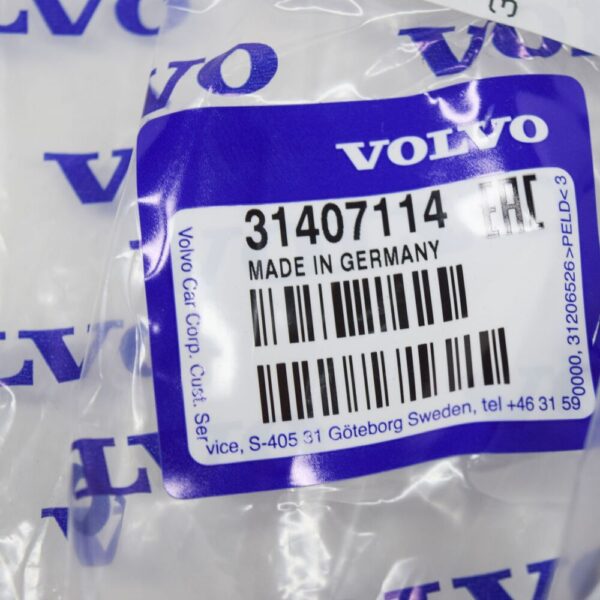 VOLVO
31407114
EAC
MADE IN GERMANY
Volvo Car Corp. Cust. Ser
vice, S-405 31 Göteborg Sweden, tel +46 31 59
0000, 31206526>PELD<3
VOLVO